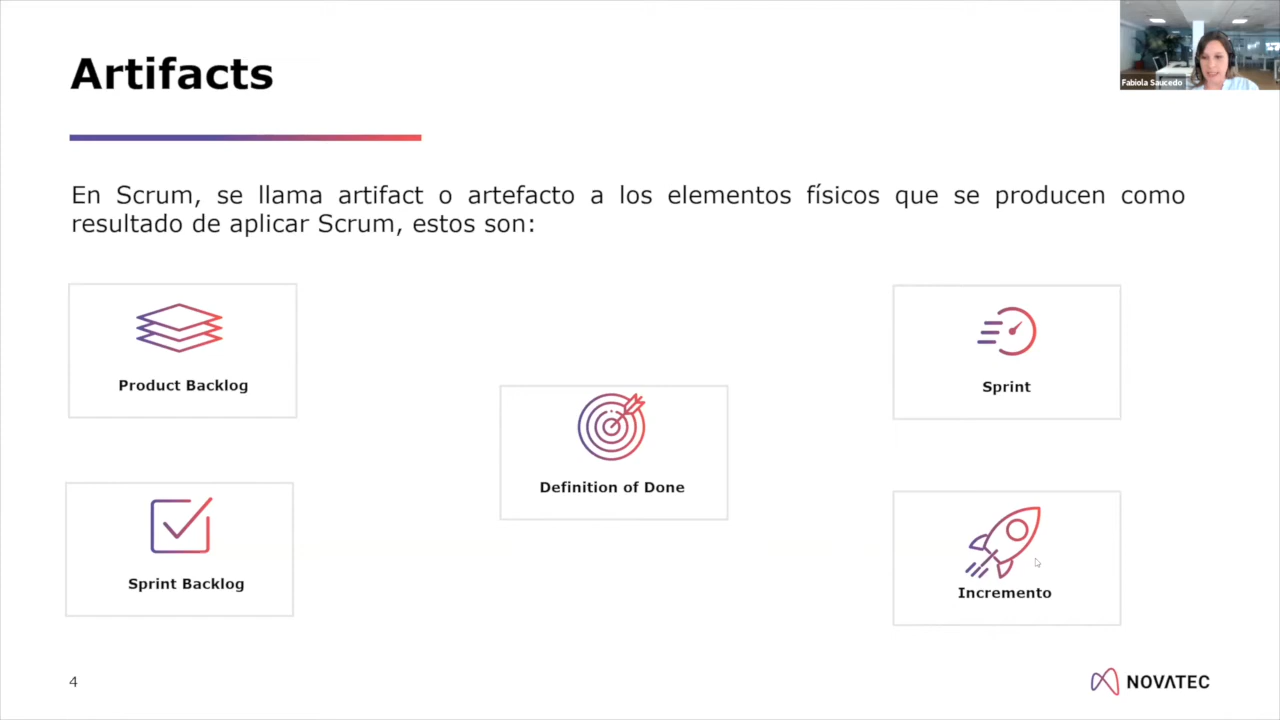 Artifacts
Fabiola Saucedo
En Scrum, se llama artifact o artefacto a los elementos físicos que se producen como
resultado de aplicar Scrum, estos son:
Product Backlog
Sprint
Definition of Done
Sprint Backlog
Incremento
4
NOVATEC